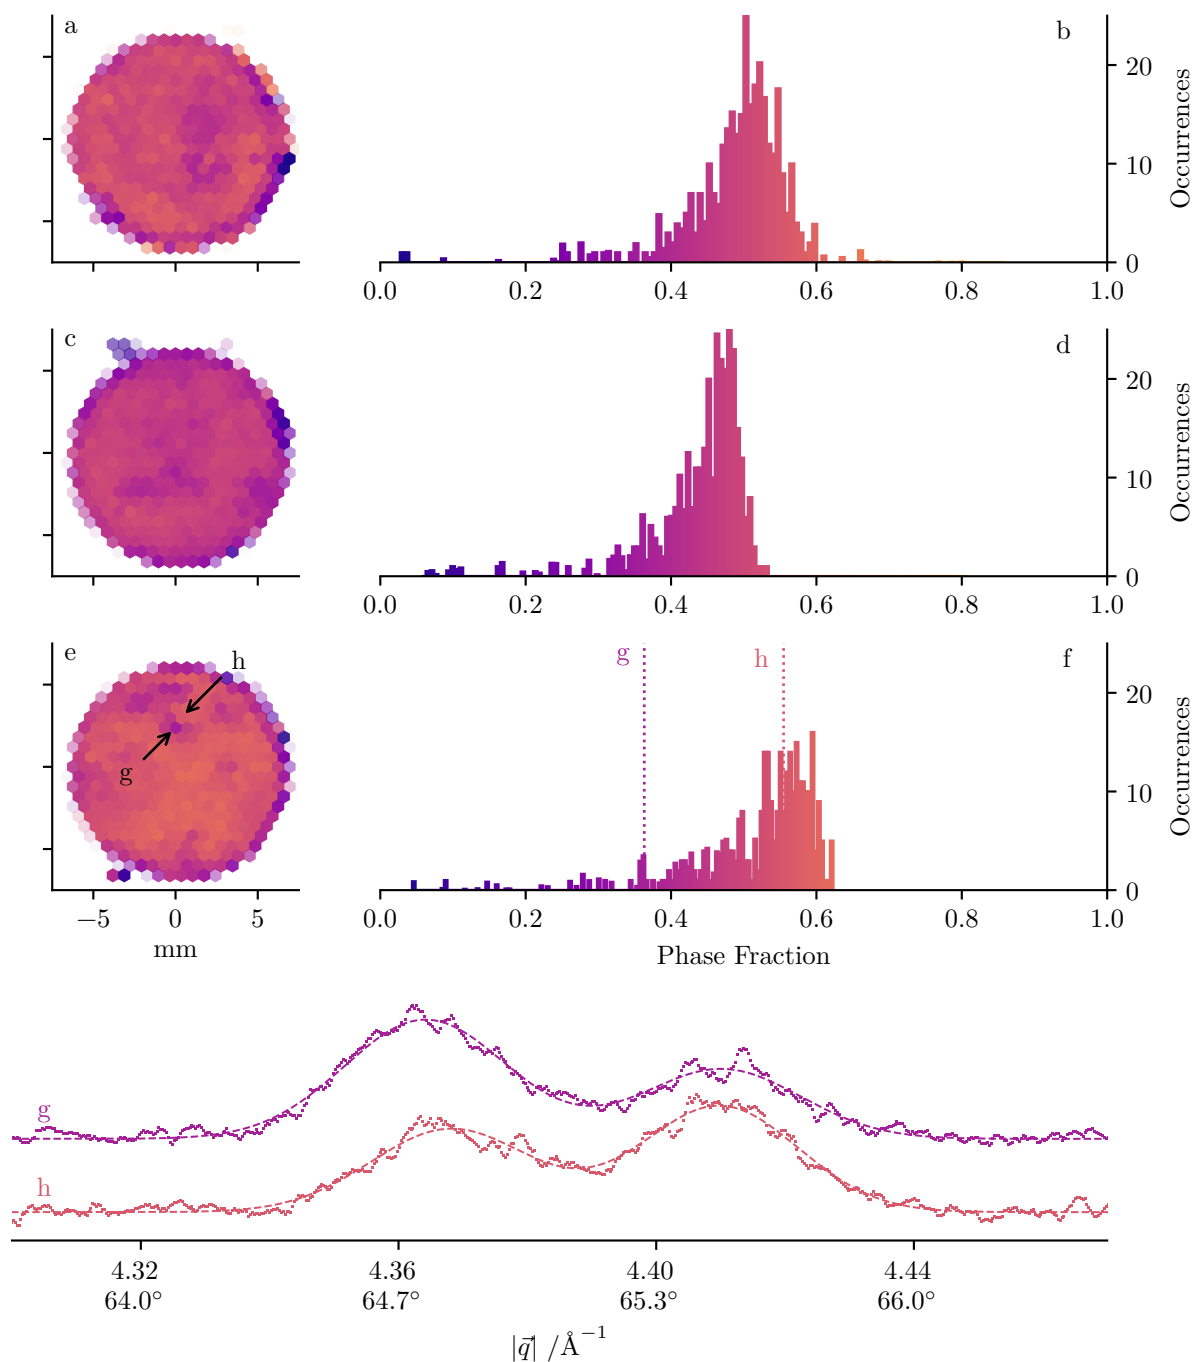 a
b
20
10
0
Occurrences
0.0 0.2 0.4 0.6 0.8 1.0
c
d
20
10
0
Occurrences
0.0 0.2 0.4 0.6 0.8 1.0
e
h
g
g
h
f
20
10
0
Occurrences
−5 0 5
mm
0.0 0.2 0.4 0.6 0.8 1.0
Phase Fraction
g
h
4.32 4.36 4.40 4.44
64.0° 64.7° 65.3° 66.0°
|q⃗| /Å⁻¹